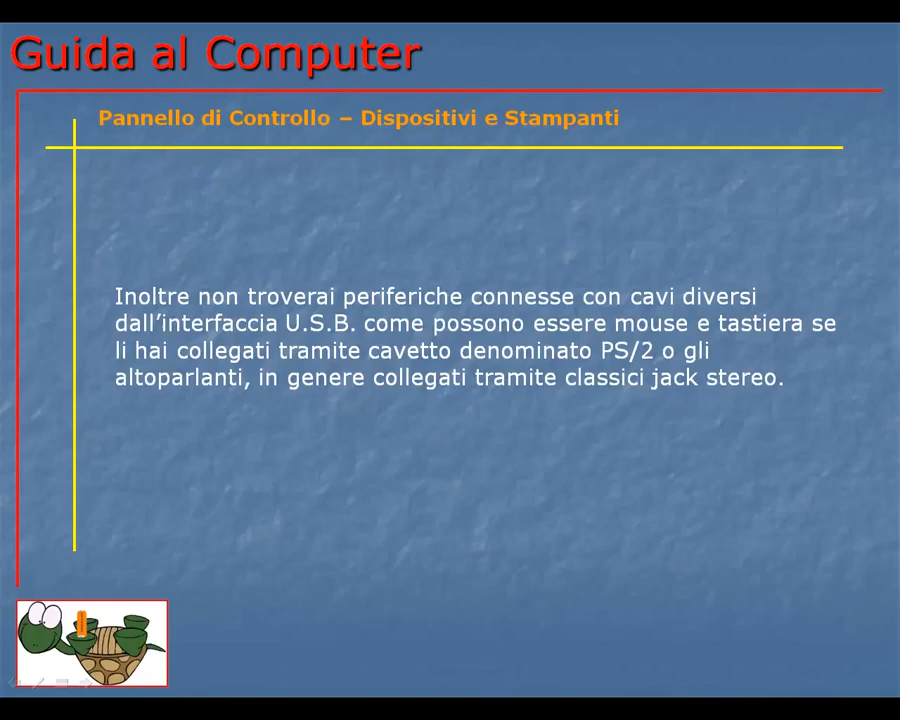 Guida al Computer
Pannello di Controllo – Dispositivi e Stampanti
Inoltre non troverai periferiche connesse con cavi diversi
dall’interfaccia U.S.B. come possono essere mouse e tastiera se
li hai collegati tramite cavetto denominato PS/2 o gli
altoparlanti, in genere collegati tramite classici jack stereo.